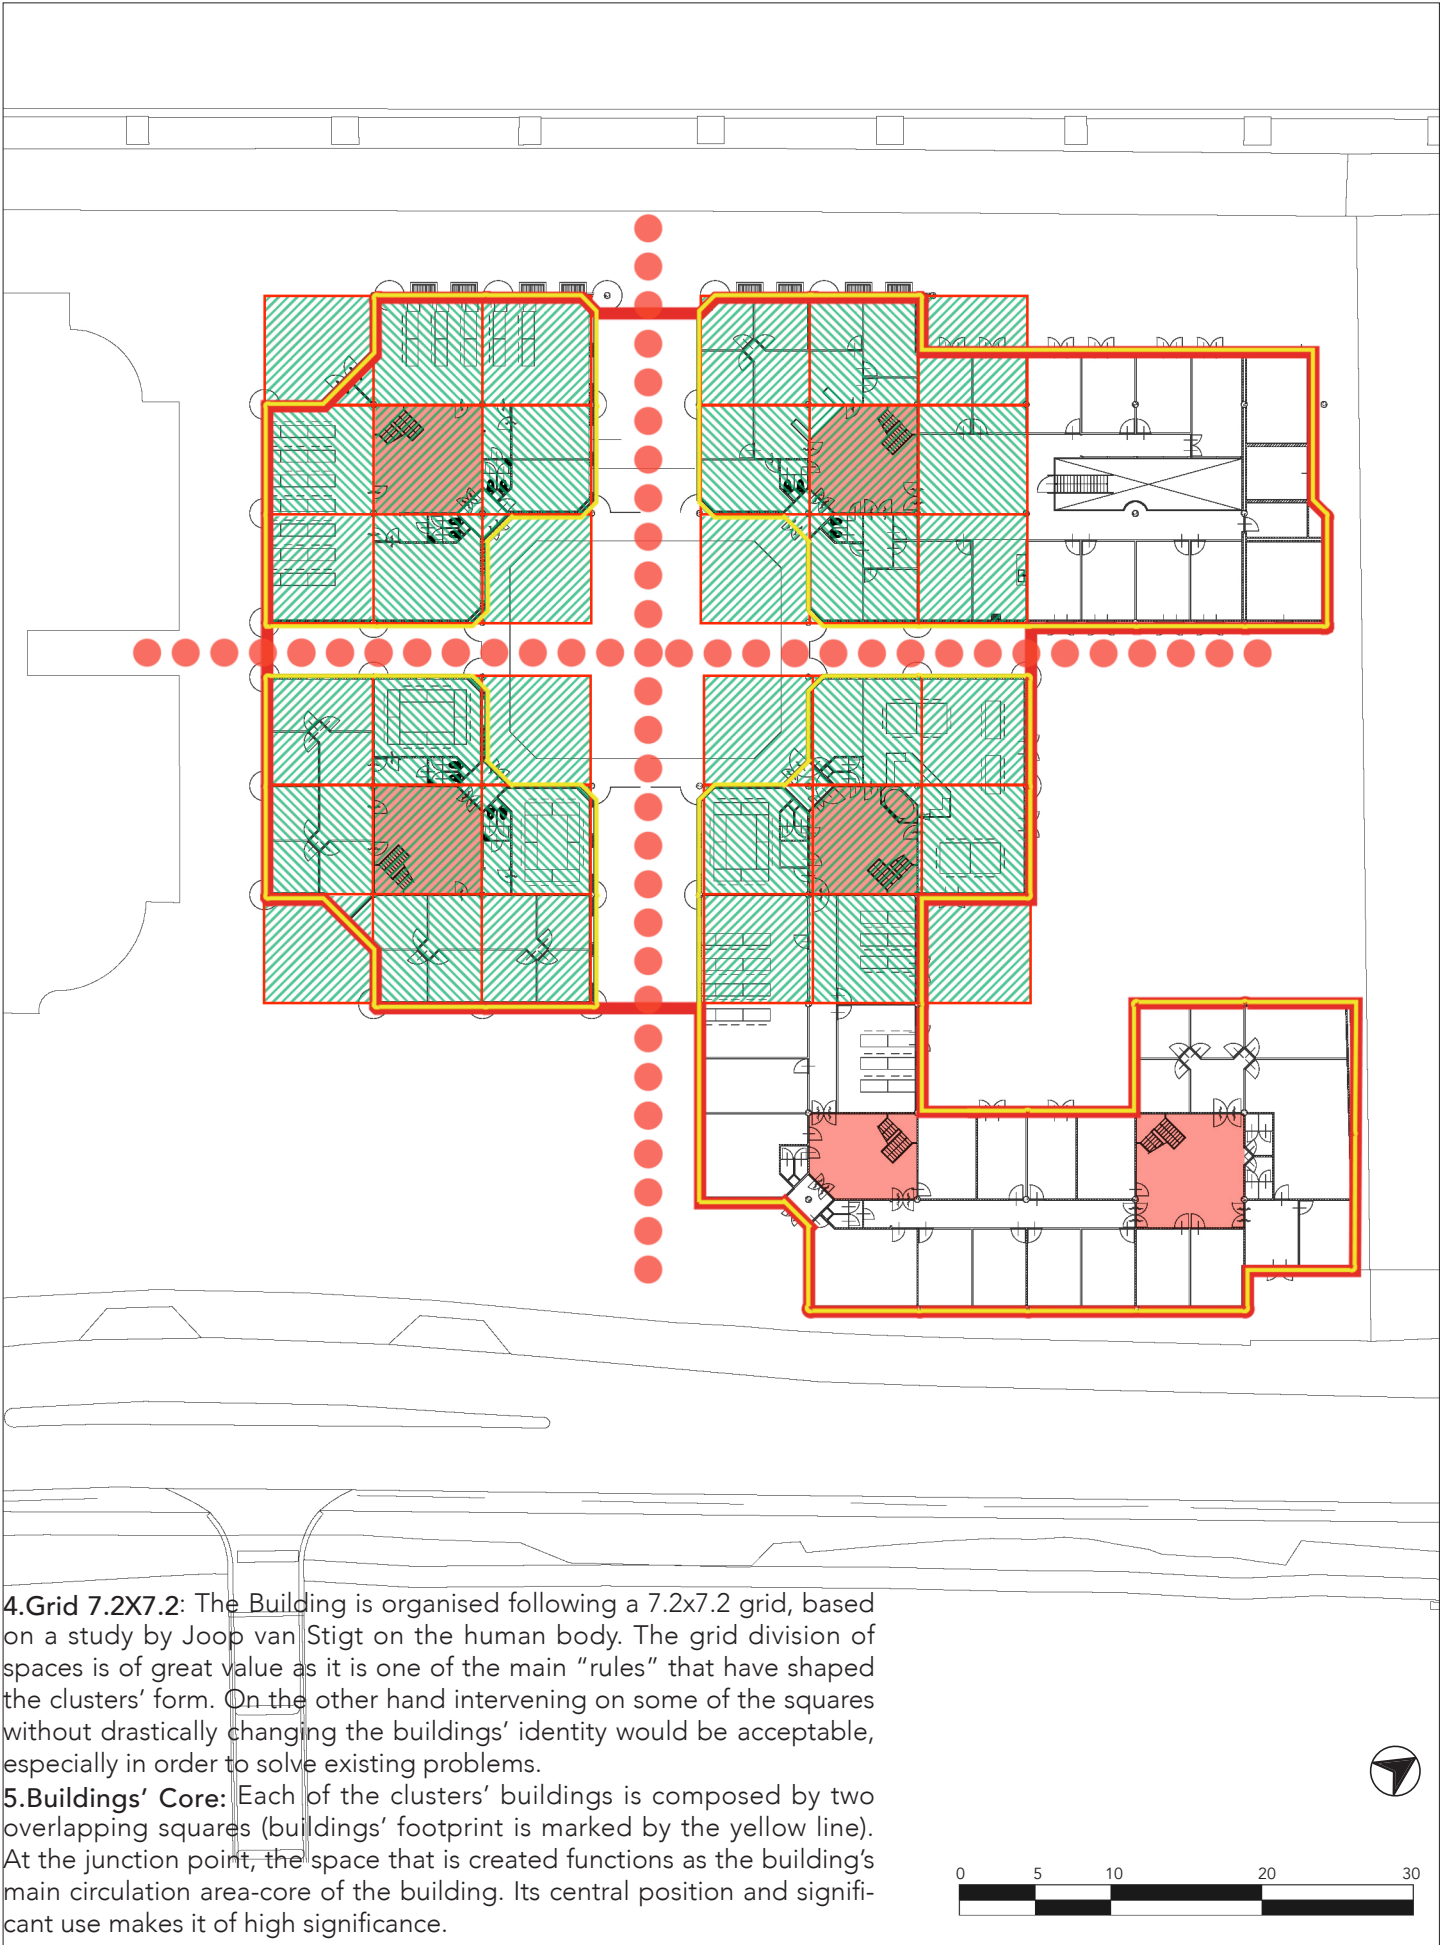 4.Grid 7.2X7.2: The Building is organised following a 7.2x7.2 grid, based
on a study by Joop van Stigt on the human body. The grid division of
spaces is of great value as it is one of the main “rules” that have shaped
the clusters’ form. On the other hand intervening on some of the squares
without drastically changing the buildings’ identity would be acceptable,
especially in order to solve existing problems.
5.Buildings’ Core: Each of the clusters’ buildings is composed by two
overlapping squares (buildings’ footprint is marked by the yellow line).
At the junction point, the space that is created functions as the building’s
main circulation area-core of the building. Its central position and signifi-
cant use makes it of high significance.
0 5 10 20 30